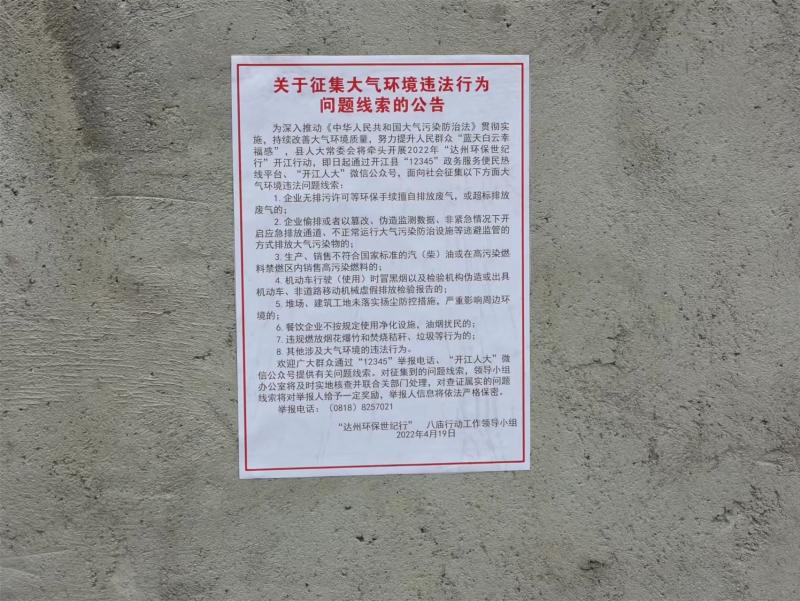 关于征集大气环境违法行为
问题线索的公告
为深入推动《中华人民共和国大气污染防治法》贯彻实
施，持续改善大气环境质量，努力提升人民群众“蓝天白云幸
福感”，县人大常委会将牵头开展2022年“达州环保世纪
行”开江行动，即日起通过开江县“12345”政务服务便民热
线平台、“开江人大”微信公众号，面向社会征集以下方面大
气环境违法问题线索：
1. 企业无排污许可等环保手续擅自排放废气，或超标排放
废气的；
2. 企业偷排或者以篡改、伪造监测数据、非紧急情况下开
启应急排放通道、不正常运行大气污染防治设施等逃避监管的
方式排放大气污染物的；
3. 生产、销售不符合国家标准的汽（柴）油或在高污染燃
料禁燃区内销售高污染燃料的；
4. 机动车行驶（使用）时冒黑烟以及检验机构伪造或出具
机动车、非道路移动机械虚假排放检验报告的；
5. 堆场、建筑工地未落实扬尘防控措施，严重影响周边环
境的；
6. 餐饮企业不按规定使用净化设施，油烟扰民的；
7. 违规燃放烟花爆竹和焚烧秸秆、垃圾等行为的；
8. 其他涉及大气环境的违法行为。
欢迎广大群众通过“12345”举报电话、“开江人大”微
信公众号提供有关问题线索。对征集到的问题线索，领导小组
办公室将及时实地核查并联合关部门处理，对查证属实的问题
线索将对举报人给予一定奖励，举报人信息将依法严格保密。
举报电话：（0818）8257021
“达州环保世纪行” 八庙行动工作领导小组
2022年4月19日